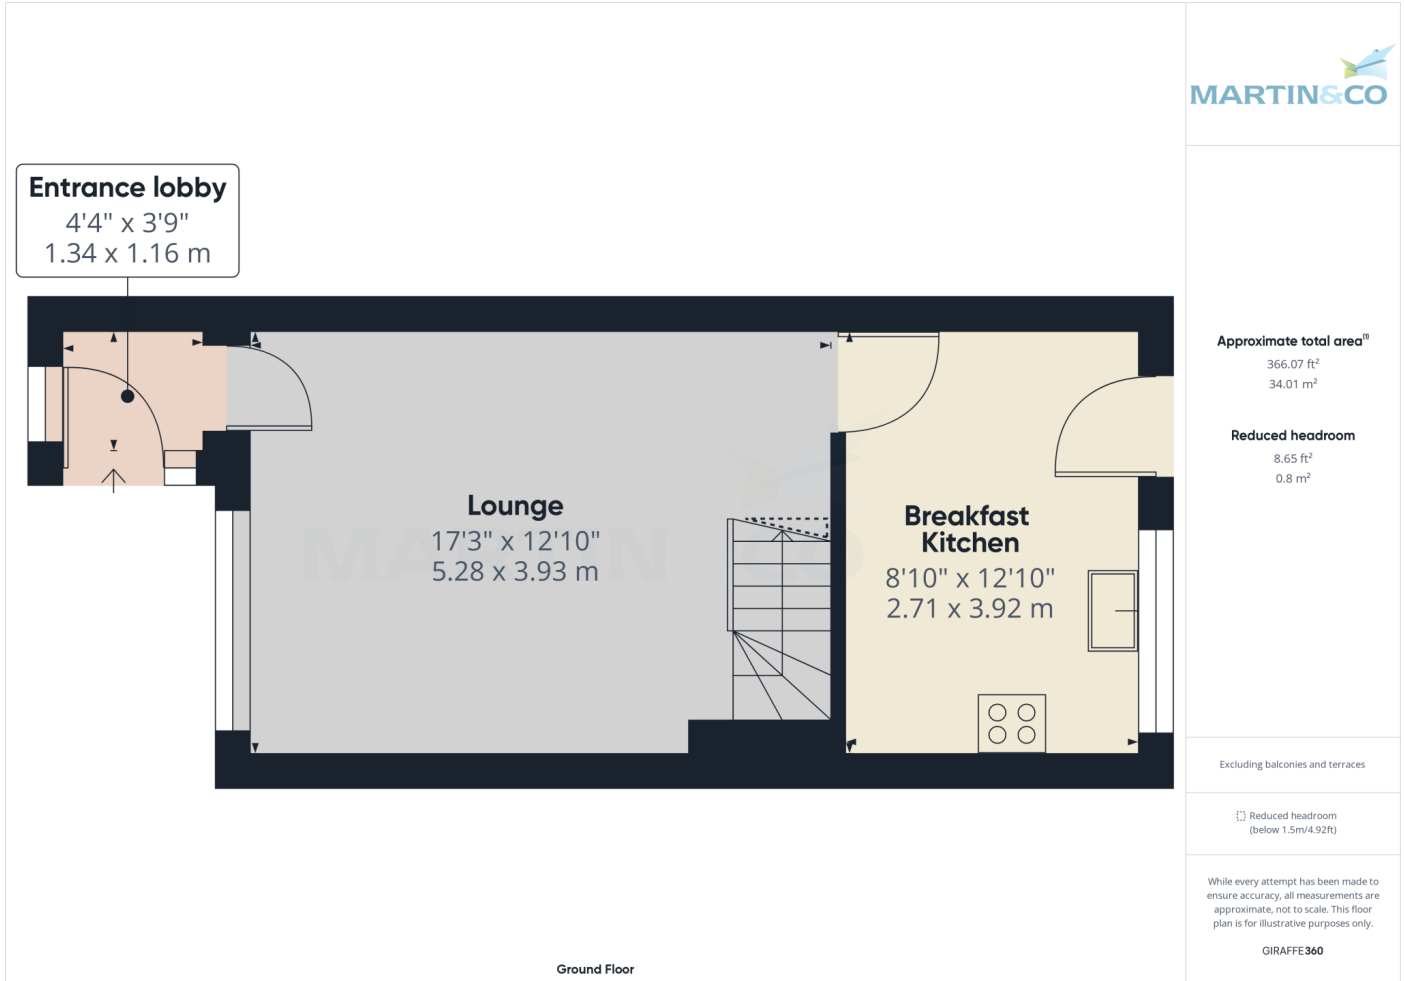 MARTIN&CO
Entrance lobby
4'4" x 3'9"
1.34 x 1.16 m
Lounge
17'3" x 12'10"
5.28 x 3.93 m
Breakfast
Kitchen
8'10" x 12'10"
2.71 x 3.92 m
MARTIN&CO
Ground Floor
Approximate total area(1)
366.07 ft²
34.01 m²
Reduced headroom
8.65 ft²
0.8 m²
Excluding balconies and terraces
Reduced headroom
(below 1.5m/4.92ft)
While every attempt has been made to
ensure accuracy, all measurements are
approximate, not to scale. This floor
plan is for illustrative purposes only.
GIRAFFE360